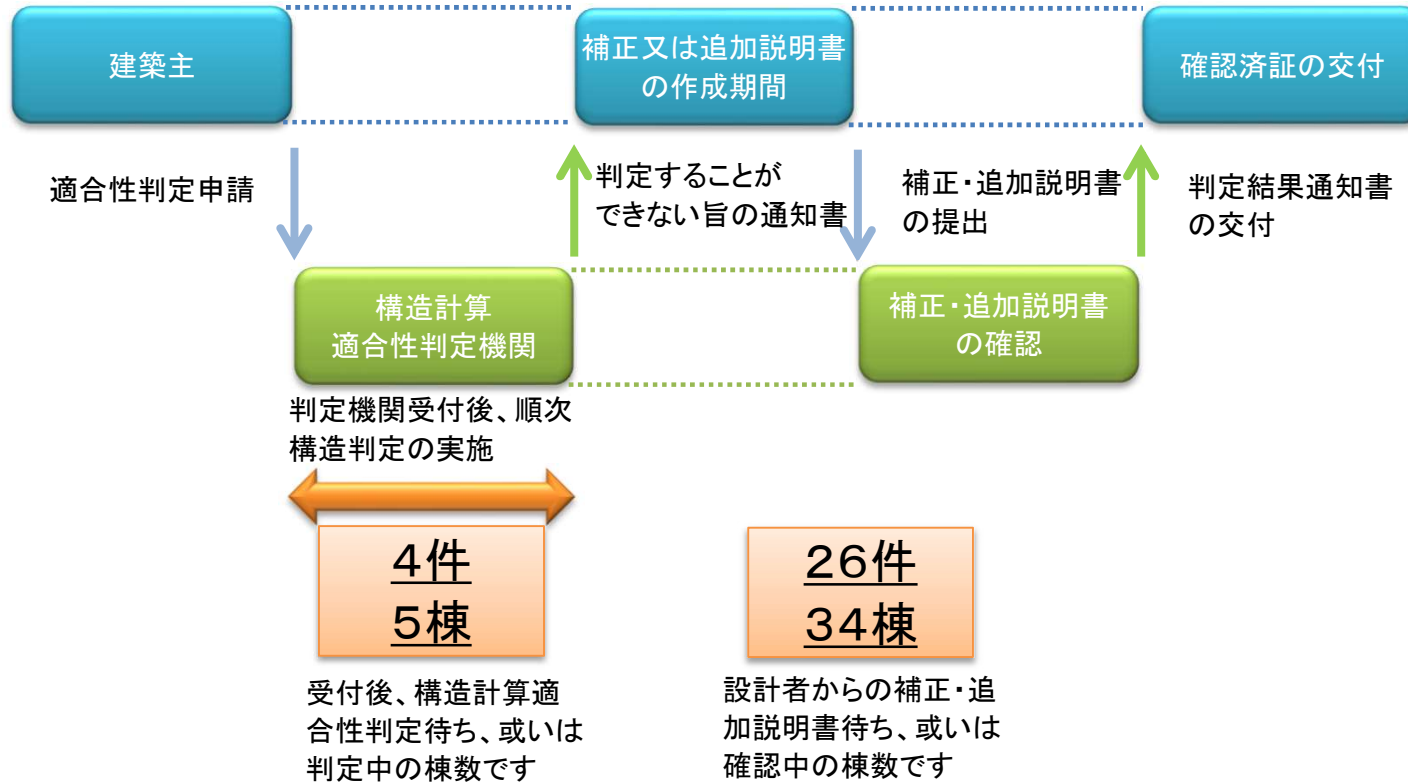 建築主
補正又は追加説明書
の作成期間
確認済証の交付
適合性判定申請
判定することが
できない旨の通知書
補正・追加説明書
の提出
判定結果通知書
の交付
構造計算
適合性判定機関
補正・追加説明書
の確認
判定機関受付後、順次
構造判定の実施
4件
5棟
26件
34棟
受付後、構造計算適
合性判定待ち、或いは
判定中の棟数です
設計者からの補正・追
加説明書待ち、或いは
確認中の棟数です